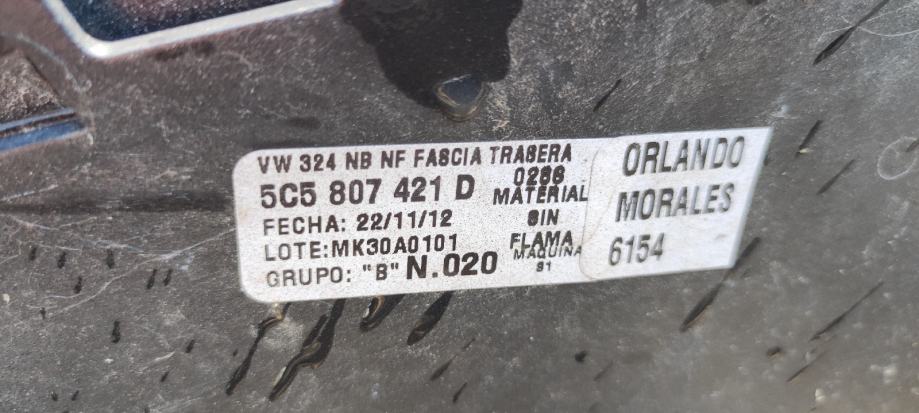 VW 324 NB NF FASCIA TRASERA
5C5 807 421 D
0286
MATERIAL
FECHA: 22/11/12
SIN
LOTE:MK30A0101
FLAMA
GRUPO: "B" N.020
MAQUINA
91
ORLANDO
MORALES
6154